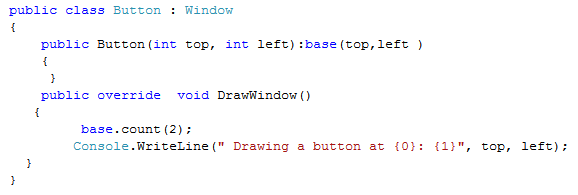 public class Button : Window
{
public Button(int top, int left):base(top,left )
{
}
public override  void DrawWindow()
{
base.count(2);
Console.WriteLine(" Drawing a button at {0}: {1}", top, left);
}
}